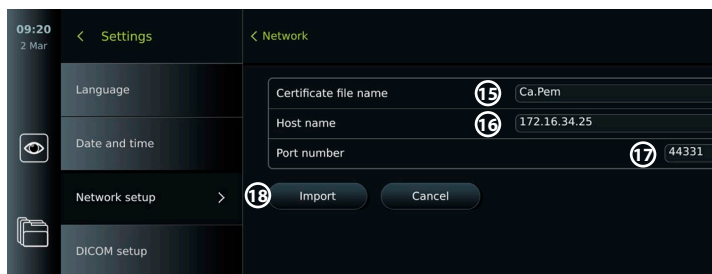 09:20
2 Mar
Settings
Network
Language
Date and time
Network setup
DICOM setup
Certificate file name 15 Ca.Pem
Host name 16 172.16.34.25
Port number 17 44331
18 Import Cancel